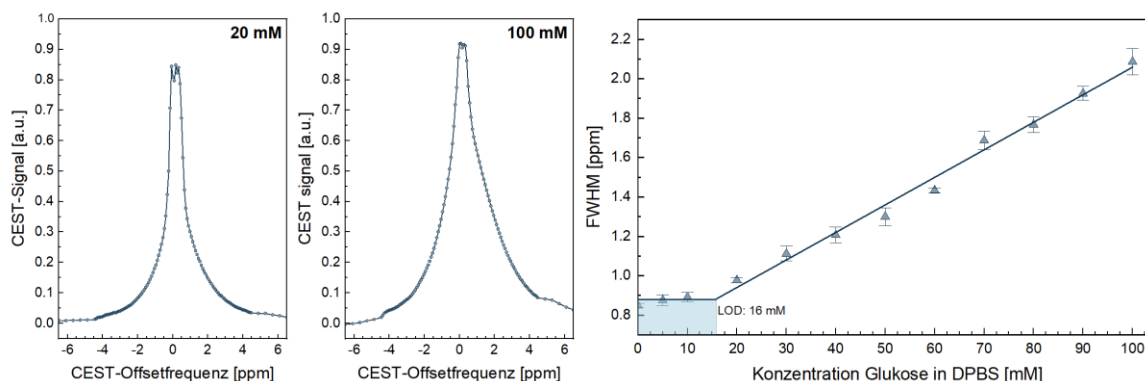 20 mM
CEST-Signal [a.u.]
1.0
0.9
0.8
0.7
0.6
0.5
0.4
0.3
0.2
0.1
0.0
-6 -4 -2 0 2 4 6
CEST-Offsetfrequenz [ppm]
100 mM
CEST signal [a.u.]
1.0
0.9
0.8
0.7
0.6
0.5
0.4
0.3
0.2
0.1
0.0
-6 -4 -2 0 2 4 6
CEST-Offsetfrequenz [ppm]
FWHM [ppm]
2.2
2.0
1.8
1.6
1.4
1.2
1.0
0.8
LOD: 16 mM
0 10 20 30 40 50 60 70 80 90 100
Konzentration Glukose in DPBS [mM]